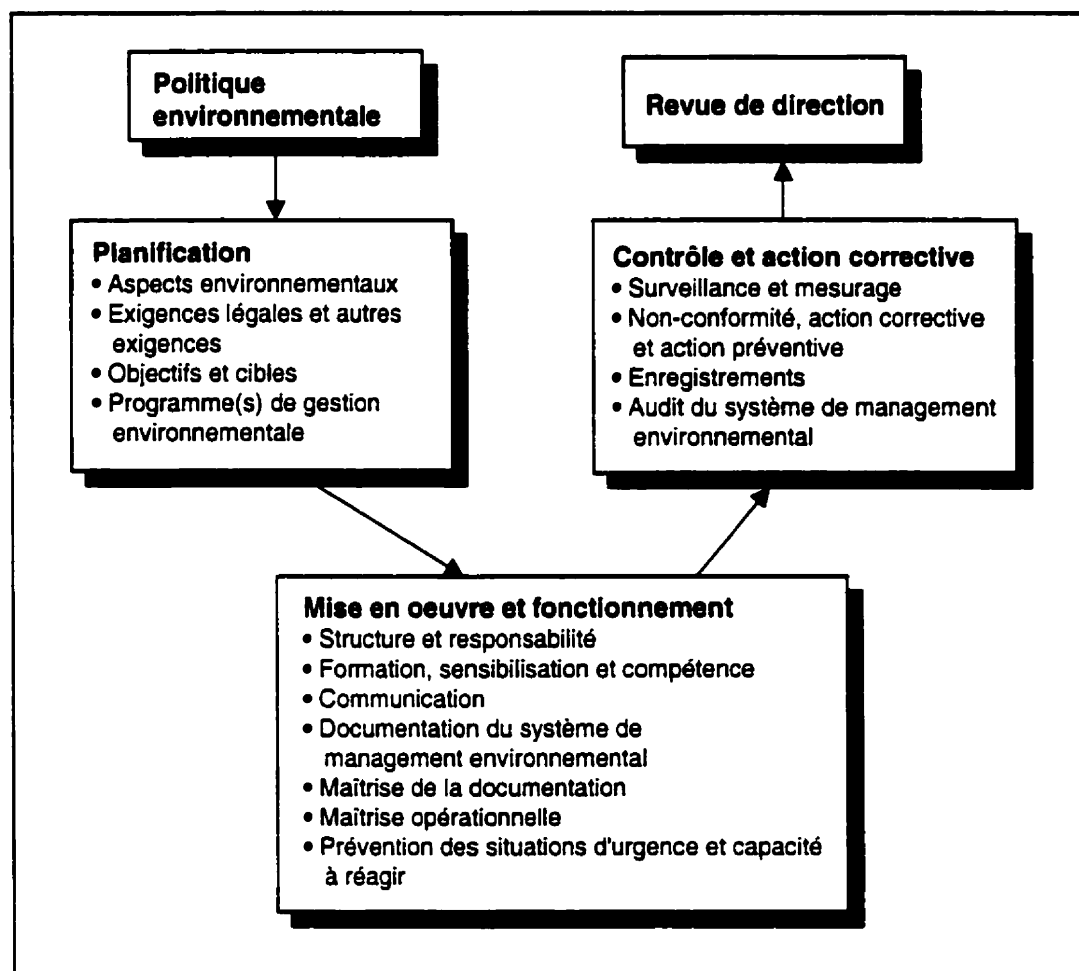 Politique
environnementale
Revue de direction
Planification
• Aspects environnementaux
• Exigences légales et autres
exigences
• Objectifs et cibles
• Programme(s) de gestion
environnementale
Contrôle et action corrective
• Surveillance et mesurage
• Non-conformité, action corrective
et action préventive
• Enregistrements
• Audit du système de management
environnemental
Mise en oeuvre et fonctionnement
• Structure et responsabilité
• Formation, sensibilisation et compétence
• Communication
• Documentation du système de
management environnemental
• Maîtrise de la documentation
• Maîtrise opérationnelle
• Prévention des situations d'urgence et capacité
à réagir